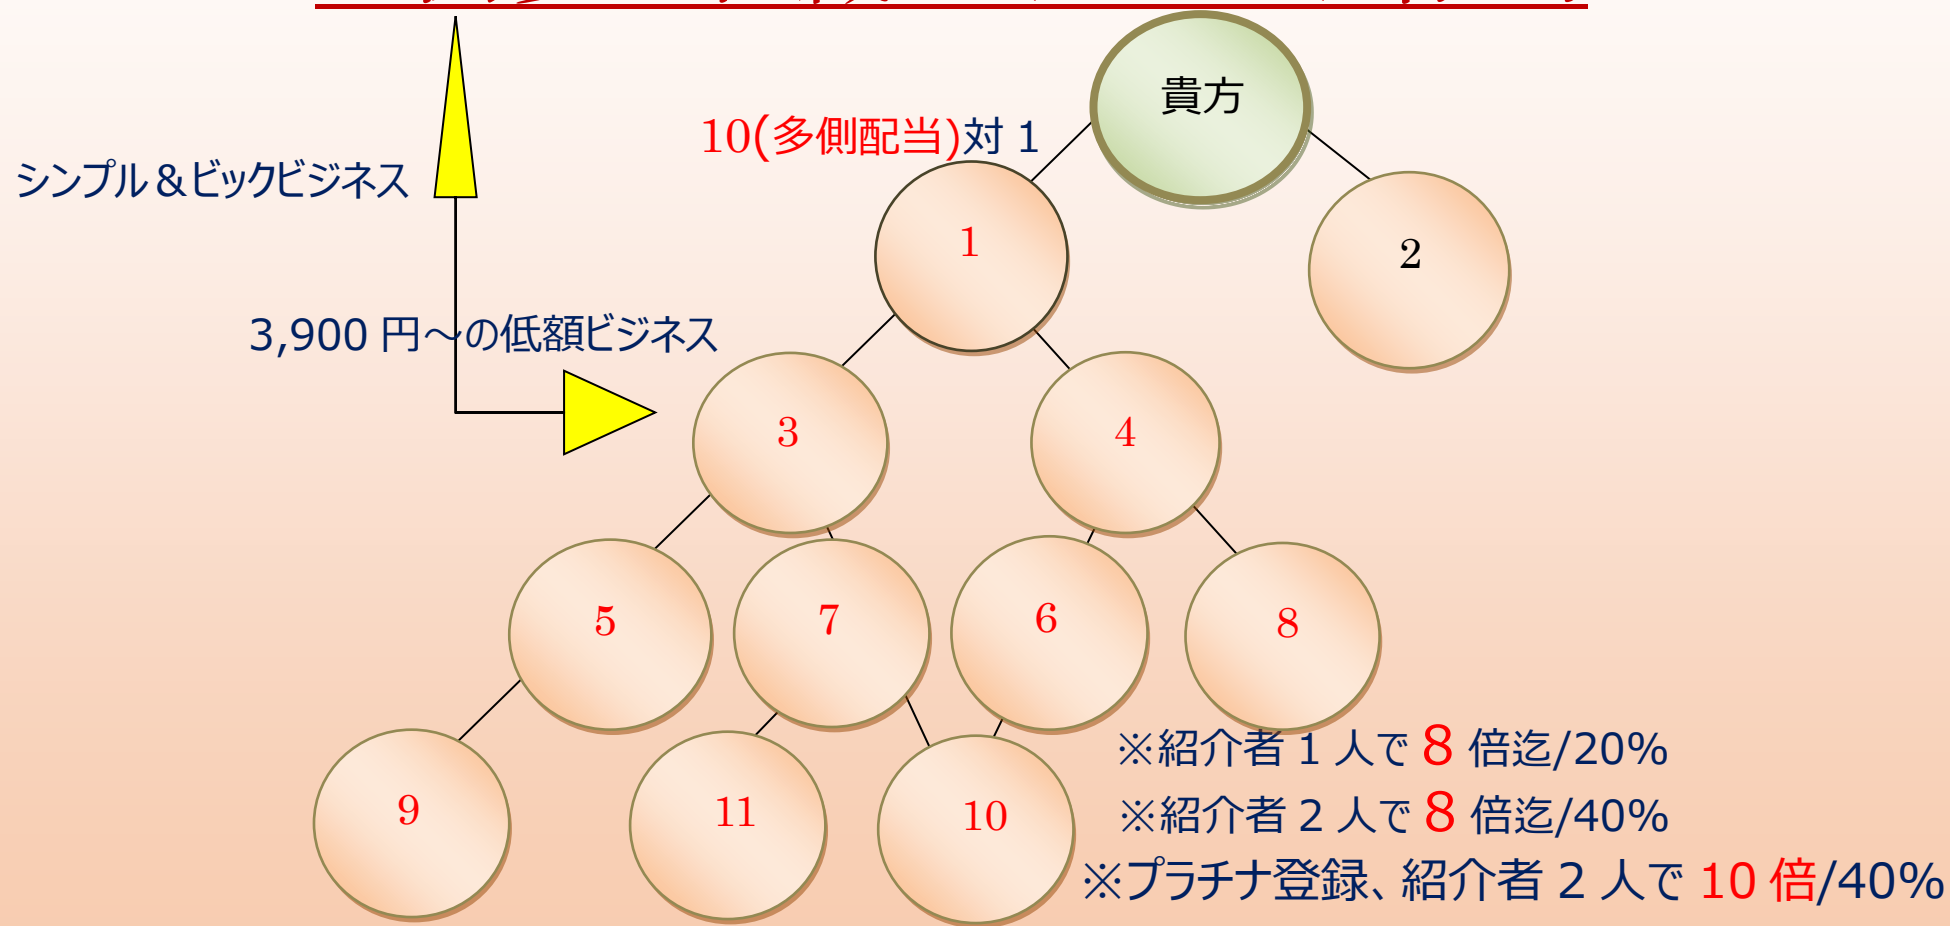 貴方
10(多側配当)対 1
シンプル＆ビックビジネス
1
2
3,900 円～の低額ビジネス
3
4
5
7
6
8
※紹介者 1 人で 8 倍迄/20%
9
11
10
※紹介者 2 人で 8 倍迄/40%
※プラチナ登録、紹介者 2 人で 10 倍/40%